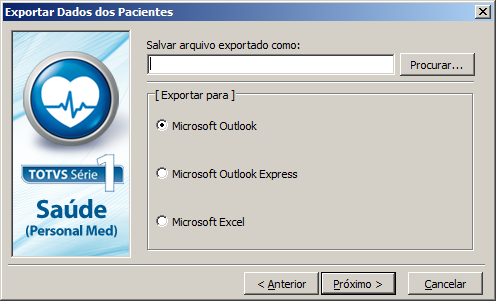 Exportar Dados dos Pacientes
Salvar arquivo exportado como:
Procurar...
[ Exportar para ]
Microsoft Outlook
Microsoft Outlook Express
Microsoft Excel
TOTVS Série 1
Saúde
(Personal Med)
< Anterior
Próximo >
Cancelar